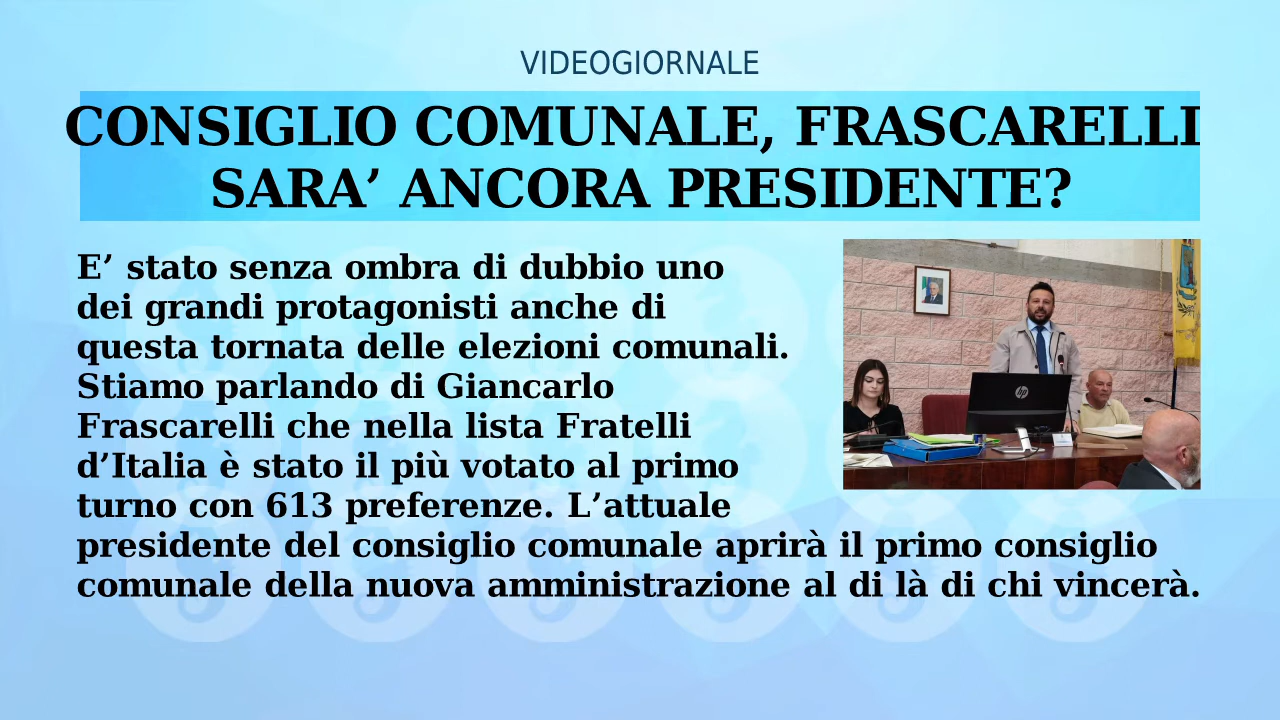 VIDEOGIORNALE
CONSIGLIO COMUNALE, FRASCARELLI
SARA’ ANCORA PRESIDENTE?
E’ stato senza ombra di dubbio uno
dei grandi protagonisti anche di
questa tornata delle elezioni comunali.
Stiamo parlando di Giancarlo
Frascarelli che nella lista Fratelli
d’Italia è stato il più votato al primo
turno con 613 preferenze. L’attuale
presidente del consiglio comunale aprirà il primo consiglio
comunale della nuova amministrazione al di là di chi vincerà.
hp